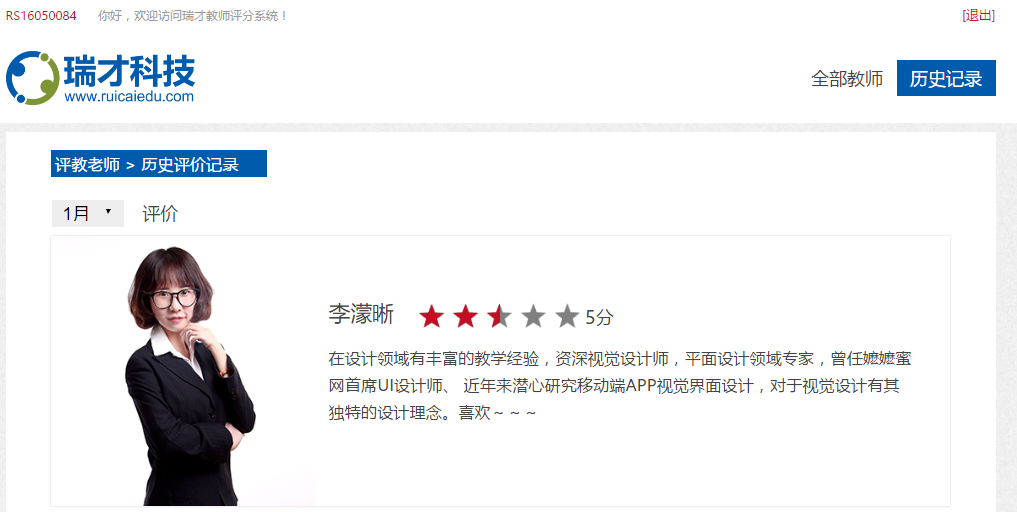 RS16050084 你好，欢迎访问瑞才教师评分系统！ [退出]
瑞才科技
www.ruicaiedu.com
全部教师 历史记录
评教老师 > 历史评价记录
1月 评价
李濛晰 5分
在设计领域有丰富的教学经验，资深视觉设计师，平面设计领域专家，曾任嬷嬷蜜
网首席UI设计师、 近年来潜心研究移动端APP视觉界面设计，对于视觉设计有其
独特的设计理念。喜欢～～～